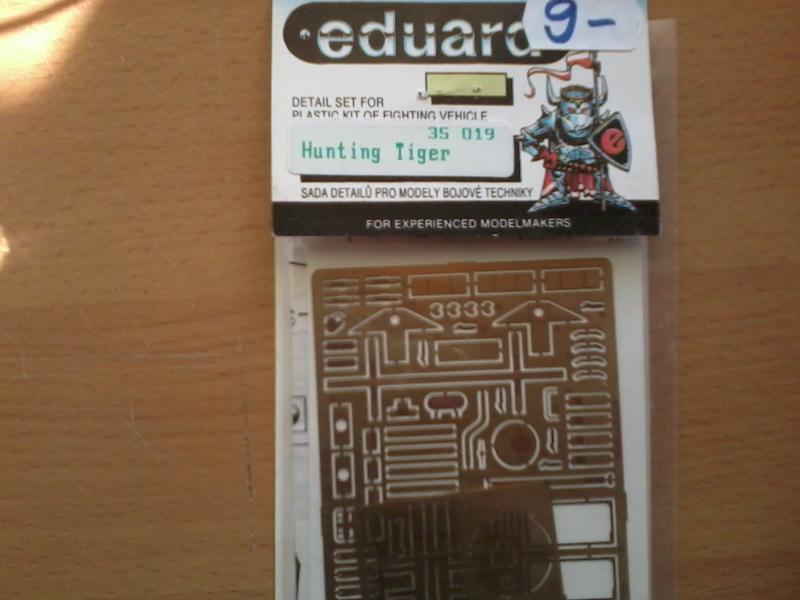 eduard
9-
DETAIL SET FOR
PLASTIC KIT OF FIGHTING VEHICLE
35 019
Hunting Tiger
SADA DETAILŮ PRO MODELY BOJOVÉ TECHNIKY
FOR EXPERIENCED MODELMAKERS
e